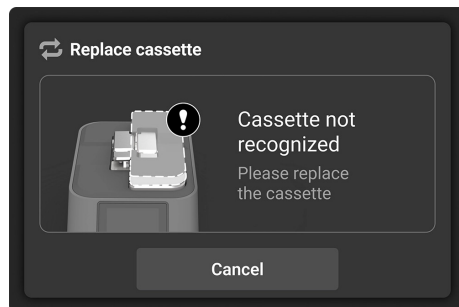 Replace cassette
Cassette not
recognized
Please replace
the cassette
Cancel